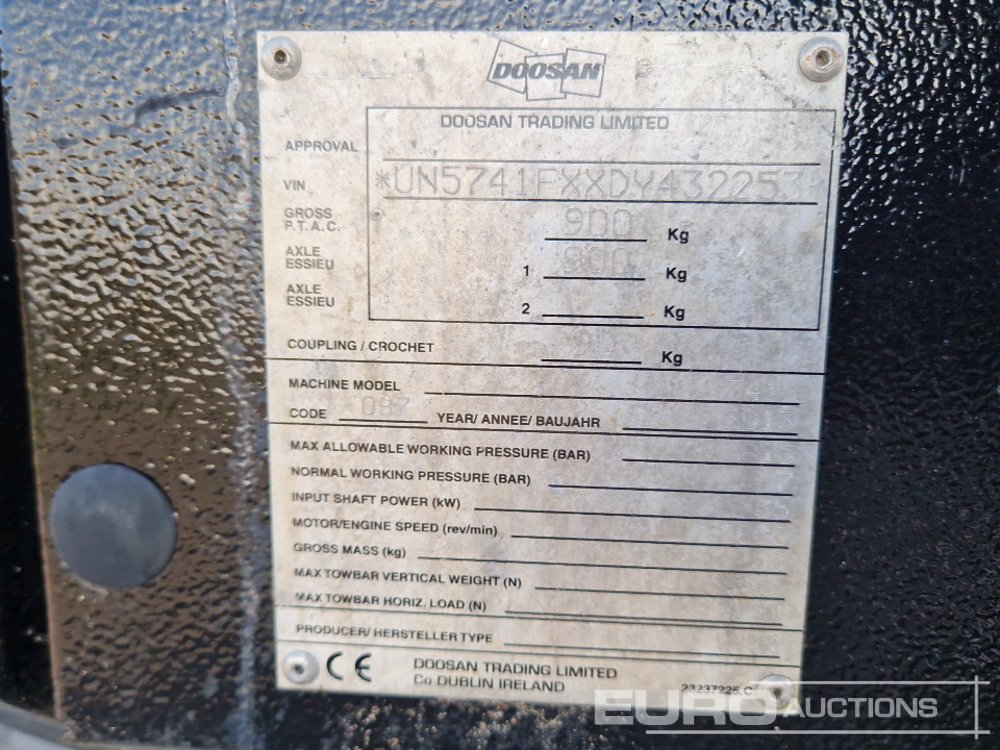 DOOSAN
DOOSAN TRADING LIMITED
APPROVAL
VIN *UN5741FXXDY432253
GROSS P.T.A.C. 900 Kg
AXLE ESSIEU 1 900 Kg
AXLE ESSIEU 2 Kg
COUPLING / CROCHET 90 Kg
MACHINE MODEL
CODE 087 YEAR/ ANNEE/ BAUJAHR
MAX ALLOWABLE WORKING PRESSURE (BAR)
NORMAL WORKING PRESSURE (BAR)
INPUT SHAFT POWER (kW)
MOTOR/ENGINE SPEED (rev/min)
GROSS MASS (kg)
MAX TOWBAR VERTICAL WEIGHT (N)
MAX TOWBAR HORIZ. LOAD (N)
PRODUCER/ HERSTELLER TYPE
CE DOOSAN TRADING LIMITED
Co DUBLIN IRELAND
23237225 C
EURO AUCTIONS